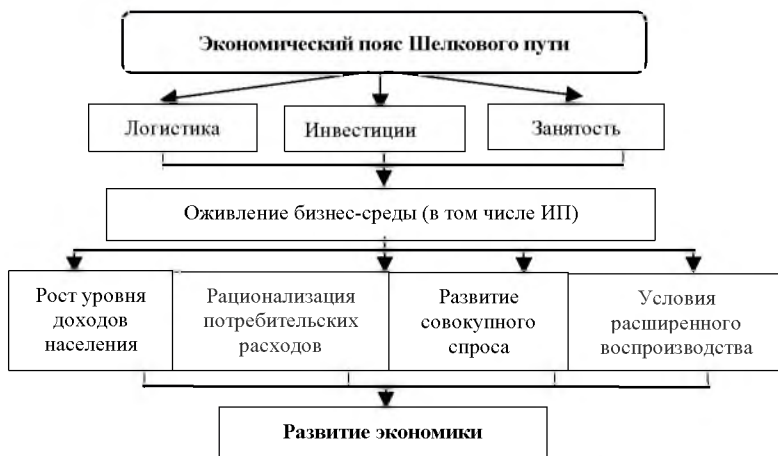 Экономический пояс Шелкового пути
Логистика
Инвестиции
Занятость
Оживление бизнес-среды (в том числе ИП)
Рост уровня
доходов
населения
Рационализация
потребительских
расходов
Развитие
совокупного
спроса
Условия
расширенного
воспроизводства
Развитие экономики